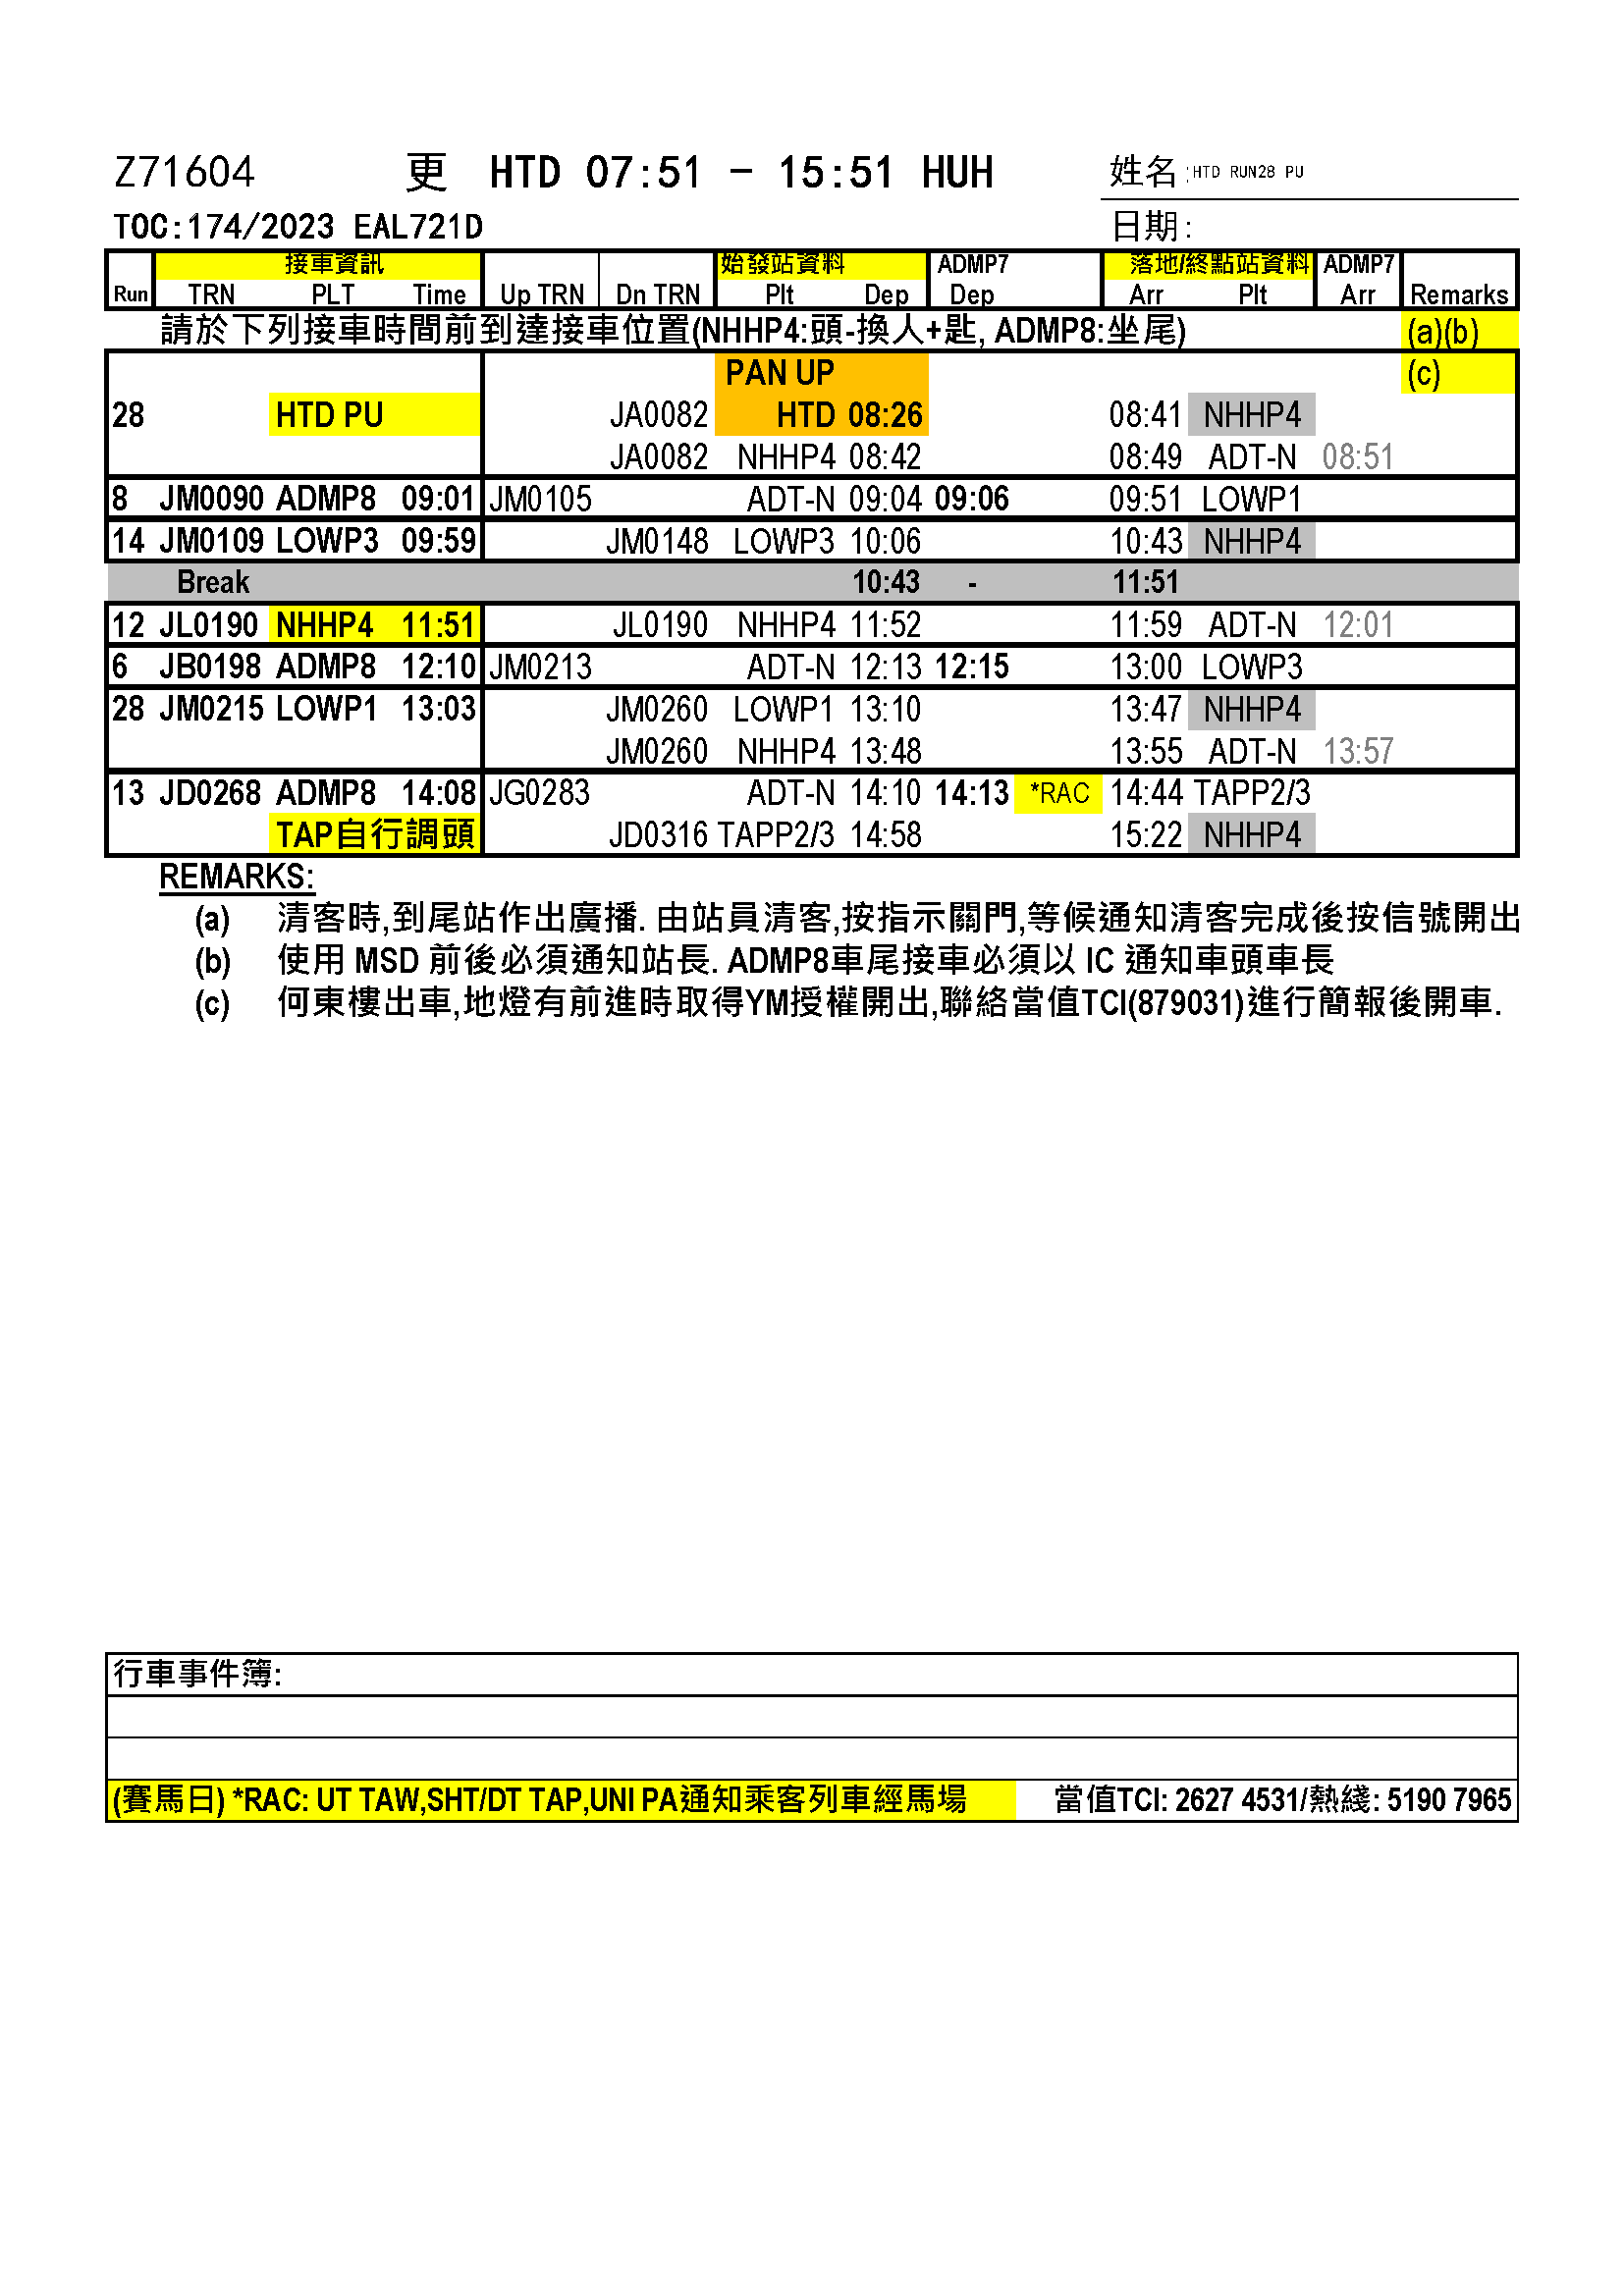 Z71604 更 HTD 07:51 - 15:51 HUH 姓名:HTD RUN28 PU
TOC:174/2023 EAL721D 日期:
接車資訊 始發站資料 ADMP7 落地/終點站資料 ADMP7
Run TRN PLT Time Up TRN Dn TRN Plt Dep Dep Arr Plt Arr Remarks
請於下列接車時間前到達接車位置(NHHP4:頭-換人+匙, ADMP8:坐尾) (a)(b)
PAN UP (c)
28 HTD PU JA0082 HTD 08:26 08:41 NHHP4
JA0082 NHHP4 08:42 08:49 ADT-N 08:51
8 JM0090 ADMP8 09:01 JM0105 ADT-N 09:04 09:06 09:51 LOWP1
14 JM0109 LOWP3 09:59 JM0148 LOWP3 10:06 10:43 NHHP4
Break 10:43 - 11:51
12 JL0190 NHHP4 11:51 JL0190 NHHP4 11:52 11:59 ADT-N 12:01
6 JB0198 ADMP8 12:10 JM0213 ADT-N 12:13 12:15 13:00 LOWP3
28 JM0215 LOWP1 13:03 JM0260 LOWP1 13:10 13:47 NHHP4
JM0260 NHHP4 13:48 13:55 ADT-N 13:57
13 JD0268 ADMP8 14:08 JG0283 ADT-N 14:10 14:13 *RAC 14:44 TAPP2/3
TAP自行調頭 JD0316 TAPP2/3 14:58 15:22 NHHP4
REMARKS:
(a) 清客時,到尾站作出廣播. 由站員清客,按指示關門,等候通知清客完成後按信號開出
(b) 使用 MSD 前後必須通知站長. ADMP8車尾接車必須以 IC 通知車頭車長
(c) 何東樓出車,地燈有前進時取得YM授權開出,聯絡當值TCI(879031)進行簡報後開車.
行車事件簿:
(賽馬日) *RAC: UT TAW,SHT/DT TAP,UNI PA通知乘客列車經馬場 當值TCI: 2627 4531/熱綫: 5190 7965